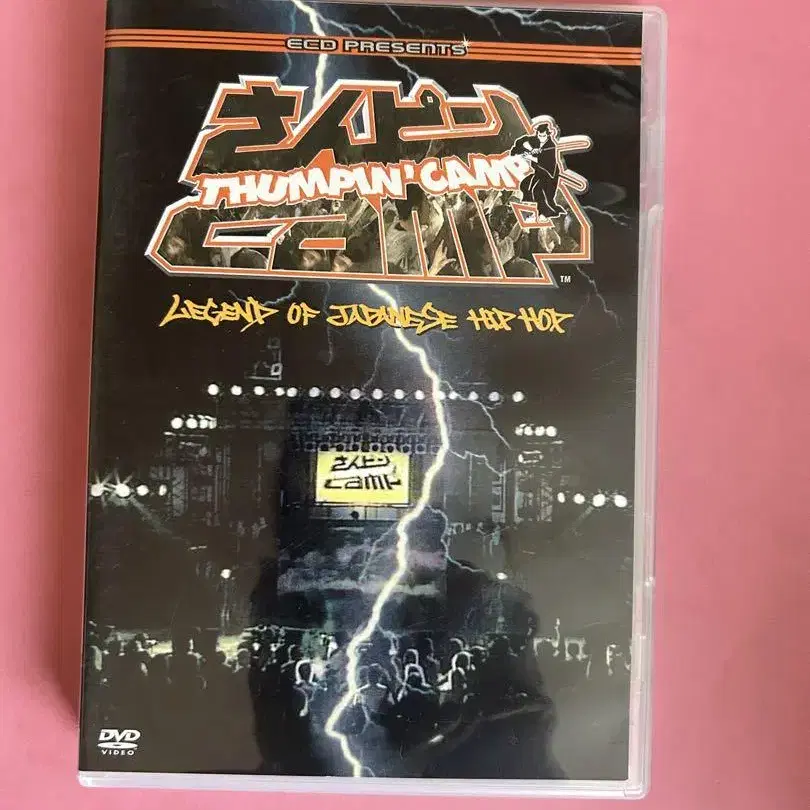 ECD PRESENTS
さんピン
THUMPIN' CAMP
camp
TM
LEGEND OF JAPANESE HIP HOP
さんピン
camp
DVD
VIDEO